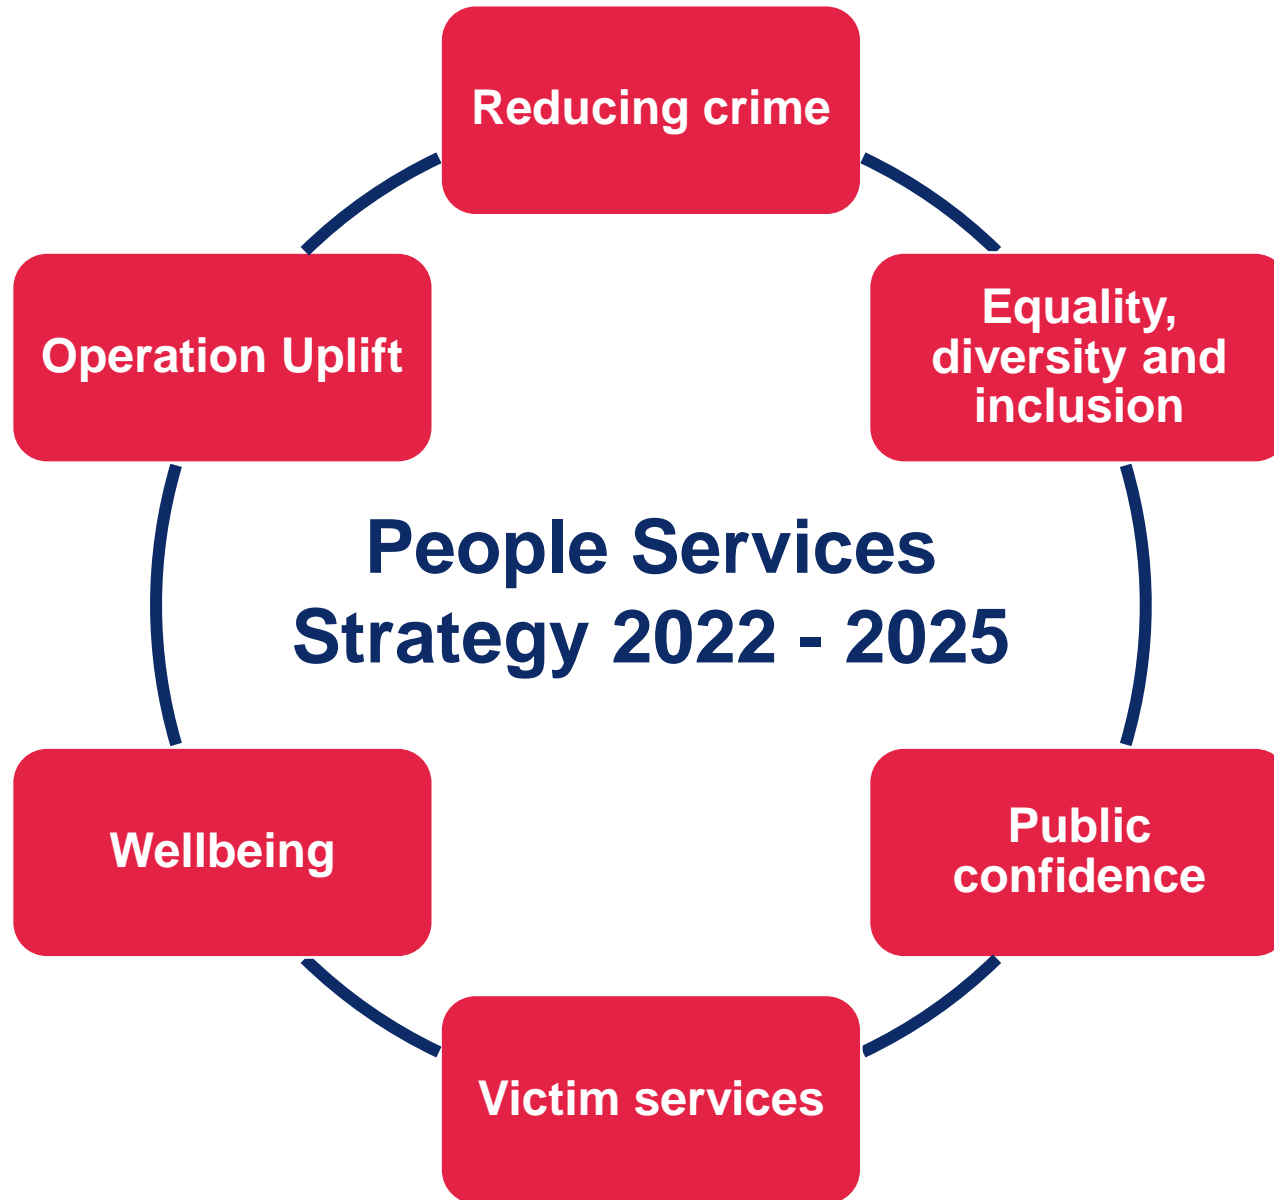 Reducing crime
Operation Uplift
Equality,
diversity and
inclusion
People Services
Strategy 2022 - 2025
Wellbeing
Public
confidence
Victim services